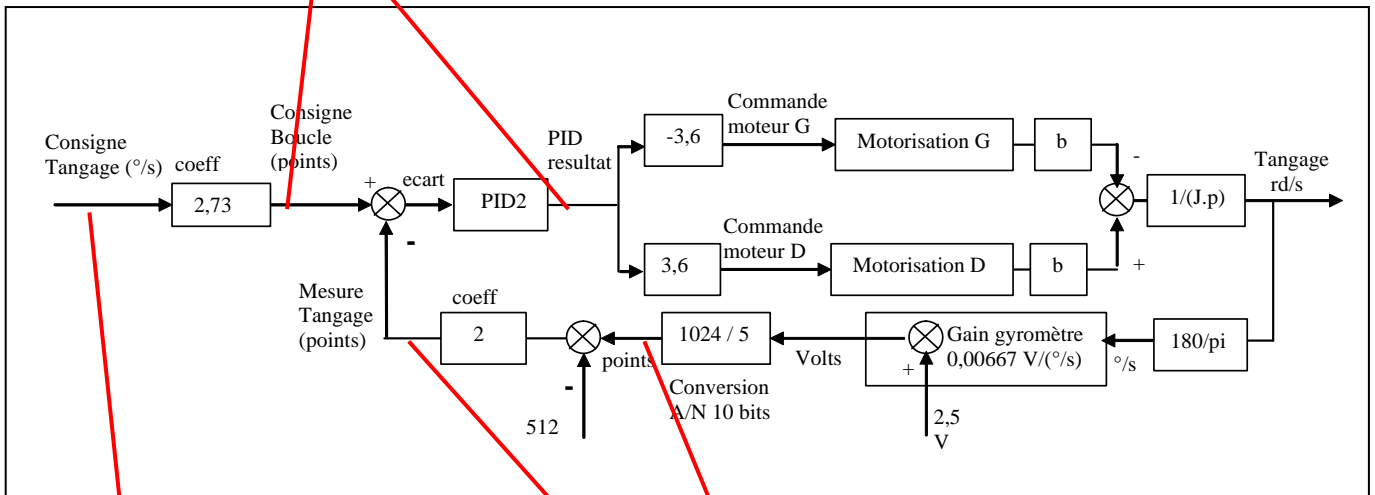 Consigne
Tangage (°/s)
coeff
2,73
Consigne
Boucle
(points)
+
ecart
-
PID2
PID
resultat
-3,6
Commande
moteur G
Motorisation G
b
-
3,6
Commande
moteur D
Motorisation D
b
+
1/(J.p)
Tangage
rd/s
Mesure
Tangage
(points)
coeff
2
-
512
points
1024 / 5
Conversion
A/N 10 bits
Volts
+
Gain gyromètre
0,00667 V/(°/s)
2,5
V
°/s
180/pi